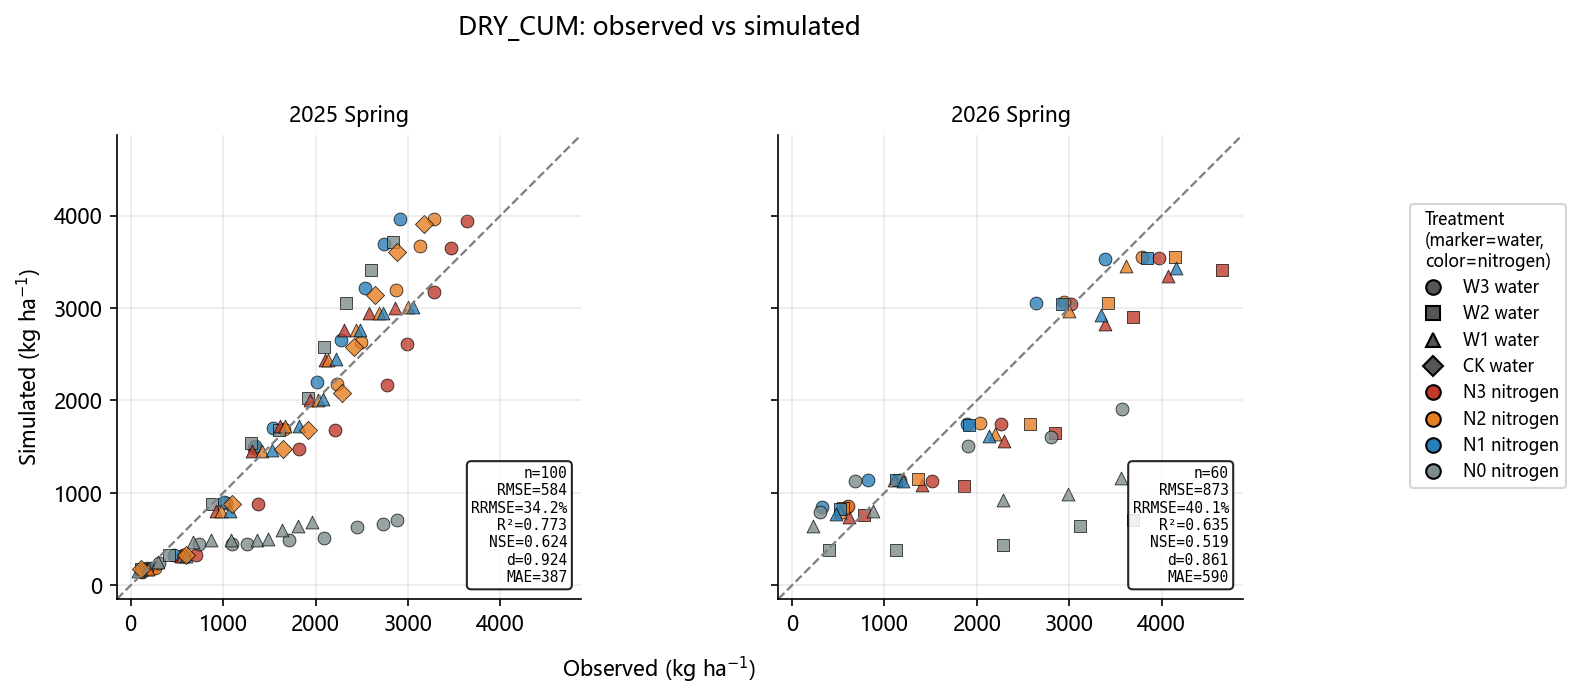 DRY_CUM: observed vs simulated
2025 Spring
2026 Spring
Simulated (kg ha⁻¹)
4000
3000
2000
1000
0
0 1000 2000 3000 4000
n=100
RMSE=584
RRMSE=34.2%
R²=0.773
NSE=0.624
d=0.924
MAE=387
0 1000 2000 3000 4000
n=60
RMSE=873
RRMSE=40.1%
R²=0.635
NSE=0.519
d=0.861
MAE=590
Observed (kg ha⁻¹)
Treatment
(marker=water,
color=nitrogen)
W3 water
W2 water
W1 water
CK water
N3 nitrogen
N2 nitrogen
N1 nitrogen
N0 nitrogen